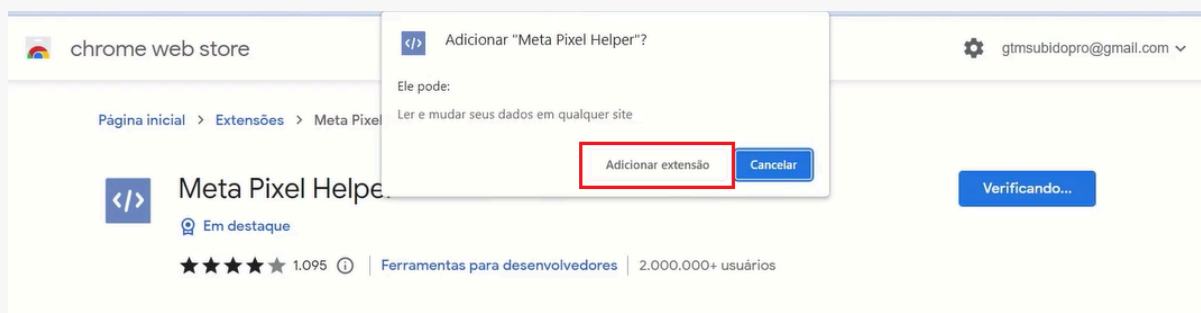 Adicionar "Meta Pixel Helper"?
chrome web store
gtmsubidopro@gmail.com
Ele pode:
Ler e mudar seus dados em qualquer site
Página inicial > Extensões > Meta Pixel
Adicionar extensão
Cancelar
Meta Pixel Helper
Verificando...
Em destaque
1.095
Ferramentas para desenvolvedores
2.000.000+ usuários